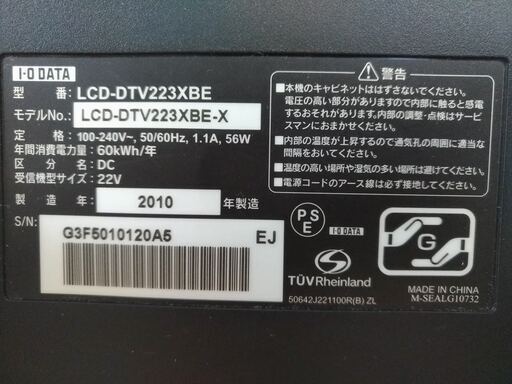 I-O DATA
型 番: LCD-DTV223XBE
モデルNo.: LCD-DTV223XBE-X
定 格: 100-240V~, 50/60Hz, 1.1A, 56W
年間消費電力量: 60kWh/年
区分名: DC
受信機型サイズ: 22V
製 造 年: 2010 年製造
S/N:
G3F5010120A5 EJ
警告
■本機のキャビネットははずさないでください。
電圧の高い部分がありますので内部に触ると感電
するおそれがあります。内部の調整・点検はサービ
スマンにおまかせください。
■内部の温度が上昇するので通気孔の周囲に適当な
間隔をおいてください。
■温度の高い場所や湿気の多い場所は避けてください。
■電源コードのアース線は必ず接地してください。
PS
E
I-O DATA
TÜVRheinland
50642J221100R(B) ZL
G
MADE IN CHINA
M-SEALG10732